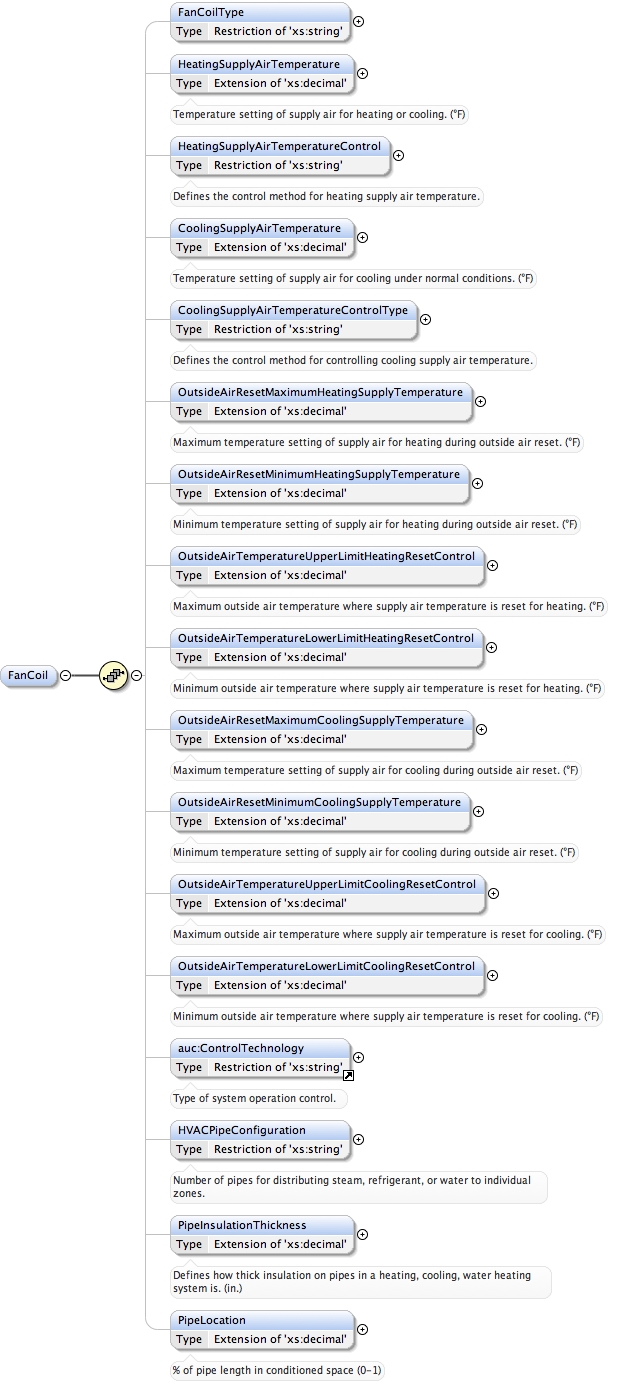 FanCoilType
Type Restriction of 'xs:string'
HeatingSupplyAirTemperature
Type Extension of 'xs:decimal'
Temperature setting of supply air for heating or cooling. (°F)
HeatingSupplyAirTemperatureControl
Type Restriction of 'xs:string'
Defines the control method for heating supply air temperature.
CoolingSupplyAirTemperature
Type Extension of 'xs:decimal'
Temperature setting of supply air for cooling under normal conditions. (°F)
CoolingSupplyAirTemperatureControlType
Type Restriction of 'xs:string'
Defines the control method for controlling cooling supply air temperature.
OutsideAirResetMaximumHeatingSupplyTemperature
Type Extension of 'xs:decimal'
Maximum temperature setting of supply air for heating during outside air reset. (°F)
OutsideAirResetMinimumHeatingSupplyTemperature
Type Extension of 'xs:decimal'
Minimum temperature setting of supply air for heating during outside air reset. (°F)
OutsideAirTemperatureUpperLimitHeatingResetControl
Type Extension of 'xs:decimal'
Maximum outside air temperature where supply air temperature is reset for heating. (°F)
OutsideAirTemperatureLowerLimitHeatingResetControl
Type Extension of 'xs:decimal'
FanCoil
Minimum outside air temperature where supply air temperature is reset for heating. (°F)
OutsideAirResetMaximumCoolingSupplyTemperature
Type Extension of 'xs:decimal'
Maximum temperature setting of supply air for cooling during outside air reset. (°F)
OutsideAirResetMinimumCoolingSupplyTemperature
Type Extension of 'xs:decimal'
Minimum temperature setting of supply air for cooling during outside air reset. (°F)
OutsideAirTemperatureUpperLimitCoolingResetControl
Type Extension of 'xs:decimal'
Maximum outside air temperature where supply air temperature is reset for cooling. (°F)
OutsideAirTemperatureLowerLimitCoolingResetControl
Type Extension of 'xs:decimal'
Minimum outside air temperature where supply air temperature is reset for cooling. (°F)
auc:ControlTechnology
Type Restriction of 'xs:string'
Type of system operation control.
HVACPipeConfiguration
Type Restriction of 'xs:string'
Number of pipes for distributing steam, refrigerant, or water to individual
zones.
PipeInsulationThickness
Type Extension of 'xs:decimal'
Defines how thick insulation on pipes in a heating, cooling, water heating
system is. (in.)
PipeLocation
Type Extension of 'xs:decimal'
% of pipe length in conditioned space (0-1)